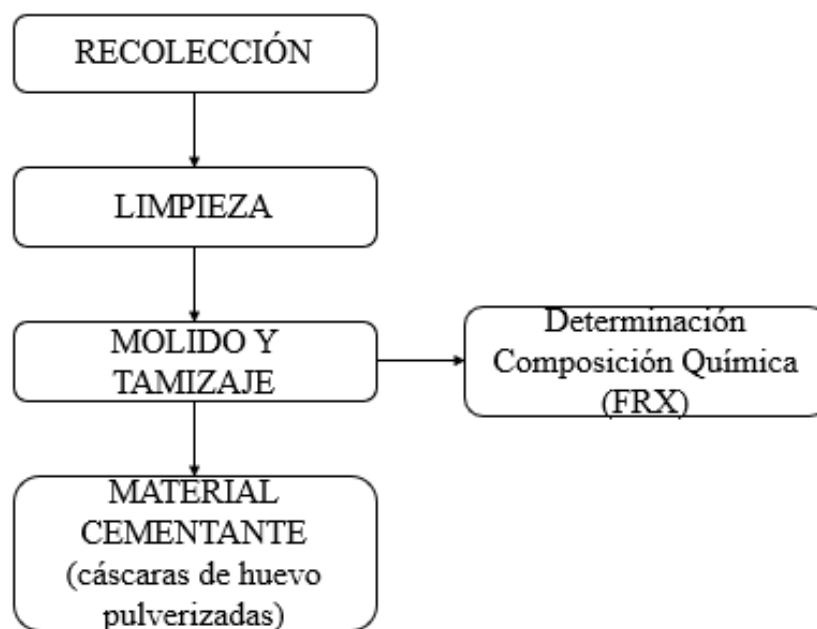 RECOLECCIÓN
LIMPIEZA
MOLIDO Y
TAMIZAJE
Determinación
Composición Química
(FRX)
MATERIAL
CEMENTANTE
(cáscaras de huevo
pulverizadas)